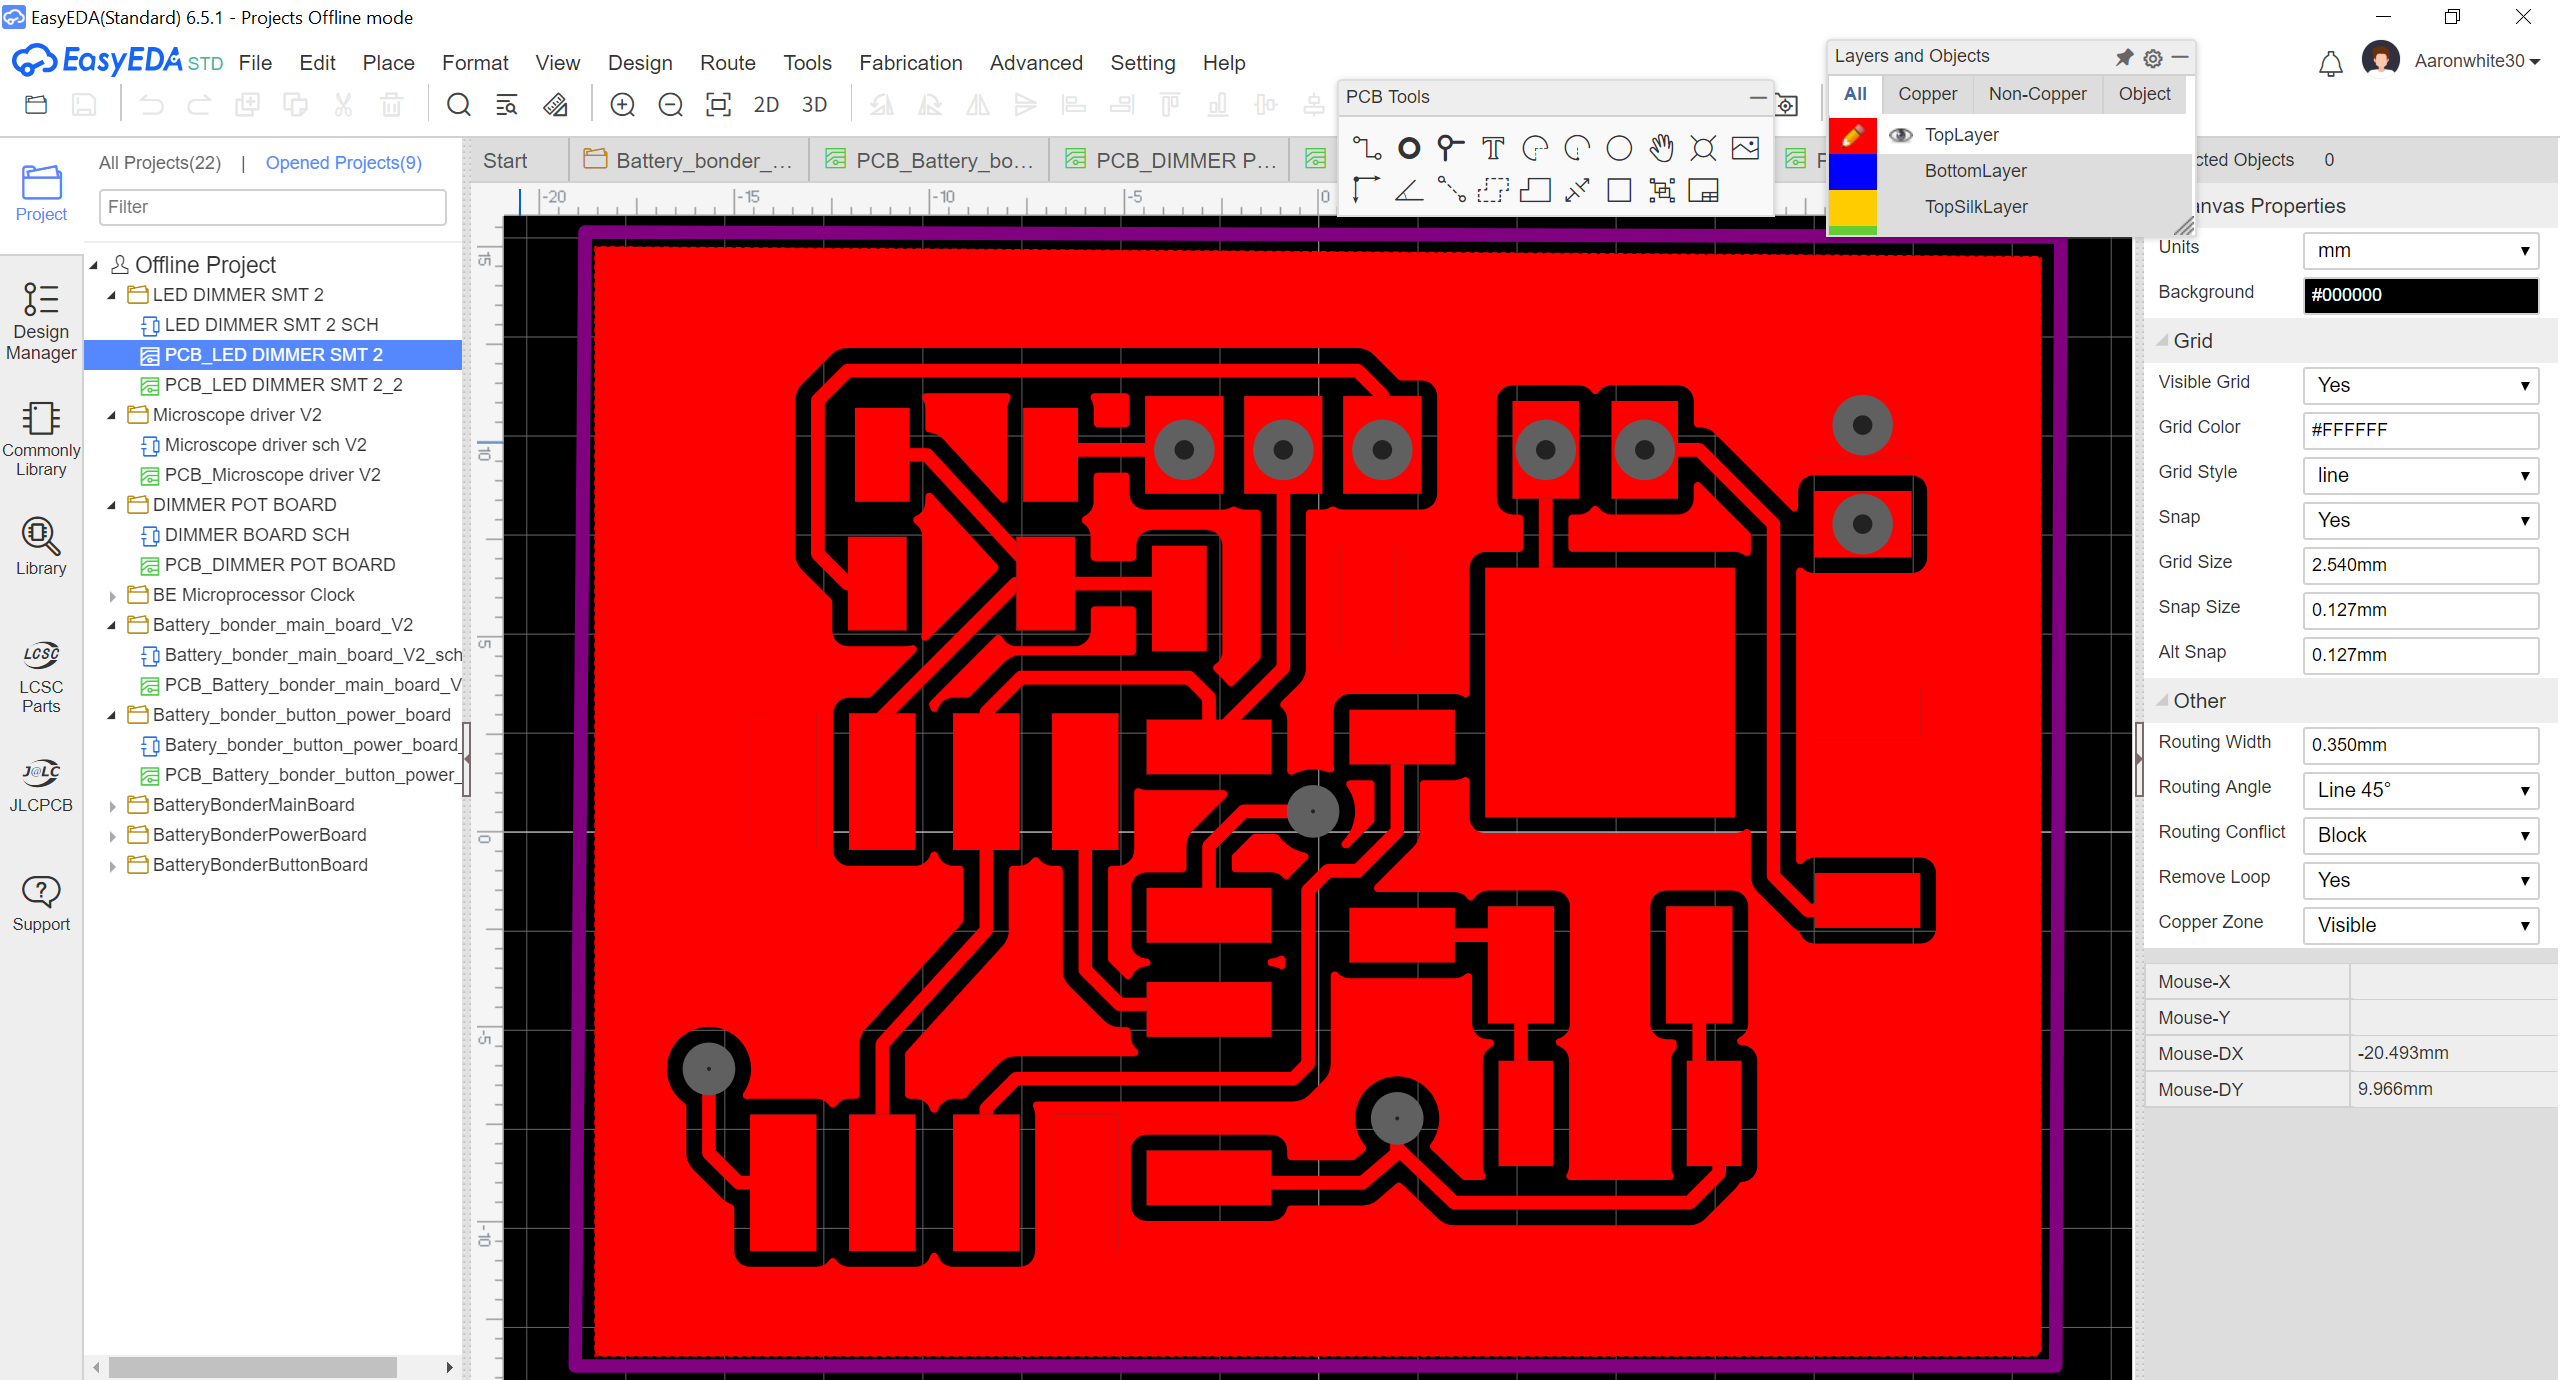 EasyEDA(Standard) 6.5.1 - Projects Offline mode
EasyEDA STD File Edit Place Format View Design Route Tools Fabrication Advanced Setting Help
Aaronwhite30
2D 3D
PCB Tools
Layers and Objects
All Copper Non-Copper Object
TopLayer
BottomLayer
TopSilkLayer
Start Battery_bonder_... PCB_Battery_bo... PCB_DIMMER P...
All Projects(22) | Opened Projects(9)
Filter
Project
Design
Manager
Commonly
Library
Library
LCSC
LCSC
Parts
J@LC
JLCPCB
Support
Offline Project
LED DIMMER SMT 2
LED DIMMER SMT 2 SCH
PCB_LED DIMMER SMT 2
PCB_LED DIMMER SMT 2_2
Microscope driver V2
Microscope driver sch V2
PCB_Microscope driver V2
DIMMER POT BOARD
DIMMER BOARD SCH
PCB_DIMMER POT BOARD
BE Microprocessor Clock
Battery_bonder_main_board_V2
Battery_bonder_main_board_V2_sch
PCB_Battery_bonder_main_board_V
Battery_bonder_button_power_board
Batery_bonder_button_power_board_
PCB_Battery_bonder_button_power_
BatteryBonderMainBoard
BatteryBonderPowerBoard
BatteryBonderButtonBoard
-20 -15 -10 -5 0
15
10
5
0
-5
-10
cted Objects 0
nvas Properties
Units mm
Background #000000
Grid
Visible Grid Yes
Grid Color #FFFFFF
Grid Style line
Snap Yes
Grid Size 2.540mm
Snap Size 0.127mm
Alt Snap 0.127mm
Other
Routing Width 0.350mm
Routing Angle Line 45°
Routing Conflict Block
Remove Loop Yes
Copper Zone Visible
Mouse-X
Mouse-Y
Mouse-DX -20.493mm
Mouse-DY 9.966mm